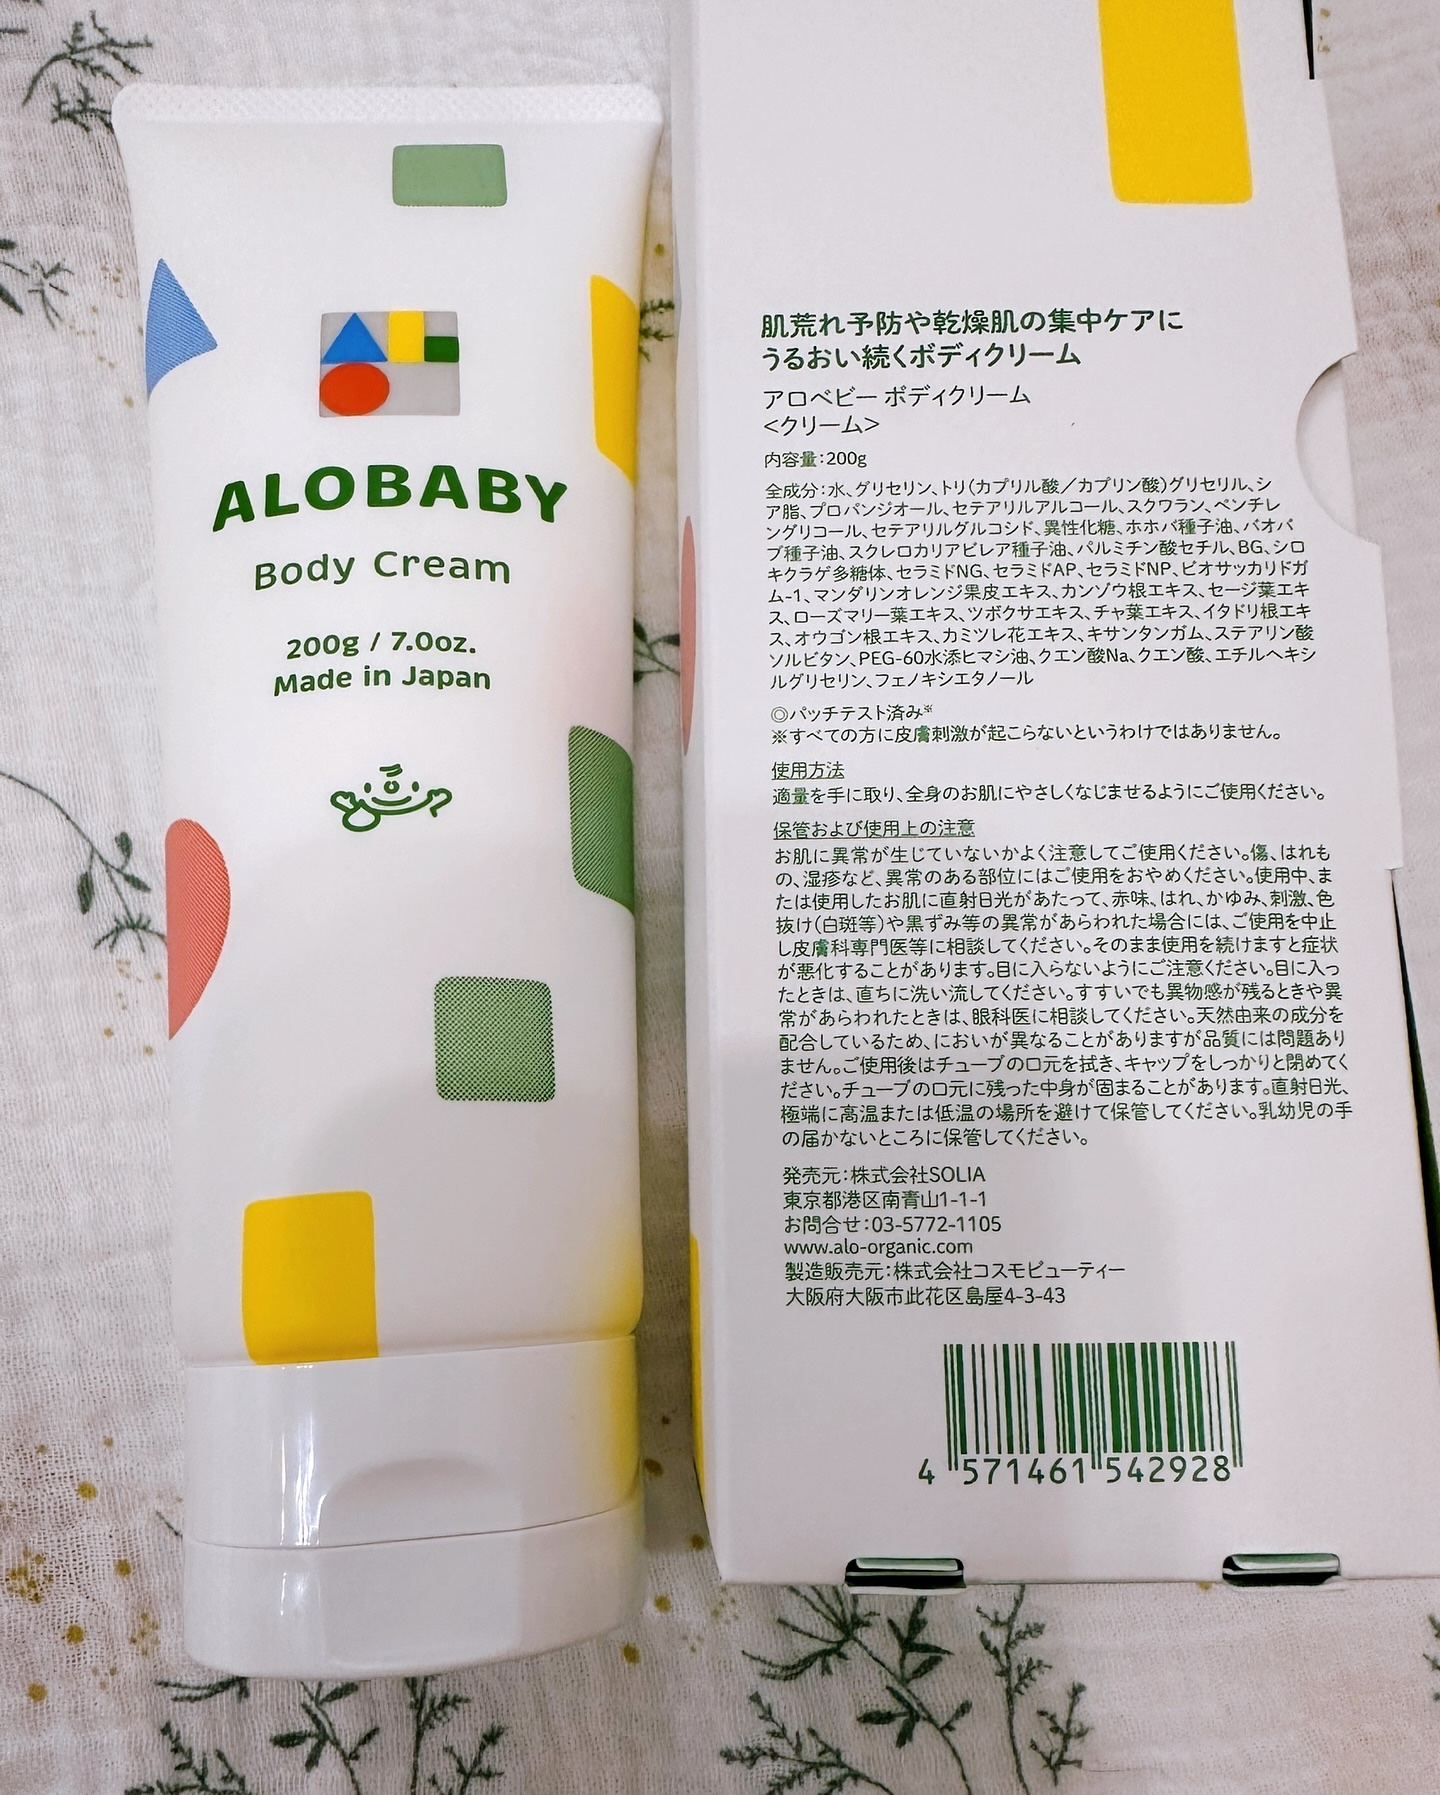 ALOBABY
Body Cream
200g / 7.0oz.
Made in Japan
肌荒れ予防や乾燥肌の集中ケアに
うるおい続くボディクリーム
アロベビー ボディクリーム
<クリーム>
内容量:200g
全成分:水、グリセリン、トリ(カプリル酸/カプリン酸)グリセリル、シ
ア脂、プロパンジオール、セテアリルアルコール、スクワラン、ペンチレ
ングリコール、セテアリルグルコシド、異性化糖、ホホバ種子油、バオバ
ブ種子油、スクレロカリアビレア種子油、パルミチン酸セチル、BG、シロ
キクラゲ多糖体、セラミドNG、セラミドAP、セラミドNP、ビオサッカリドガ
ム-1、マンダリンオレンジ果皮エキス、カンゾウ根エキス、セージ葉エキ
ス、ローズマリー葉エキス、ツボクサエキス、チャ葉エキス、イタドリ根エキ
ス、オウゴン根エキス、カミツレ花エキス、キサンタンガム、ステアリン酸
ソルビタン、PEG-60水添ヒマシ油、クエン酸Na、クエン酸、エチルヘキシ
ルグリセリン、フェノキシエタノール
◎パッチテスト済み※
※すべての方に皮膚刺激が起こらないというわけではありません。
使用方法
適量を手に取り、全身のお肌にやさしくなじませるようにご使用ください。
保管および使用上の注意
お肌に異常が生じていないかよく注意してご使用ください。傷、はれも
の、湿疹など、異常のある部位にはご使用をおやめください。使用中、ま
たは使用したお肌に直射日光があたって、赤味、はれ、かゆみ、刺激、色
抜け(白斑等)や黒ずみ等の異常があらわれた場合には、ご使用を中止
し皮膚科専門医等に相談してください。そのまま使用を続けますと症状
が悪化することがあります。目に入らないようにご注意ください。目に入っ
たときは、直ちに洗い流してください。すすいでも異物感が残るときや異
常があらわれたときは、眼科医に相談してください。天然由来の成分を
配合しているため、においが異なることがありますが品質には問題あり
ません。ご使用後はチューブの口元を拭き、キャップをしっかりと閉めてく
ださい。チューブの口元に残った中身が固まることがあります。直射日光、
極端に高温または低温の場所を避けて保管してください。乳幼児の手
の届かないところに保管してください。
発売元:株式会社SOLIA
東京都港区南青山1-1-1
お問合せ:03-5772-1105
www.alo-organic.com
製造販売元:株式会社コスモビューティー
大阪府大阪市此花区島屋4-3-43
4 571461 542928